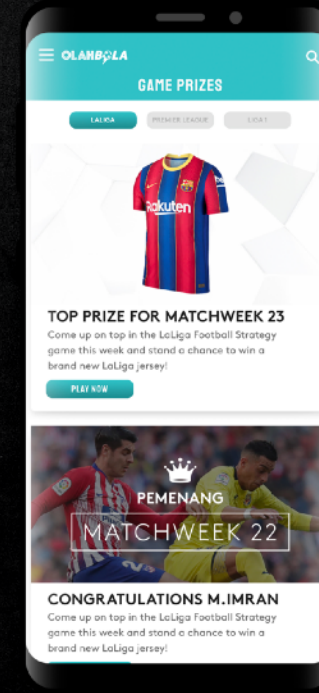 OLAHBOLA
GAME PRIZES
LALIGA PREMIER LEAGUE LIGA 1
Rakuten
TOP PRIZE FOR MATCHWEEK 23
Come up on top in the LaLiga Football Strategy
game this week and stand a chance to win a
brand new LaLiga jersey!
PLAY NOW
PEMENANG
MATCHWEEK 22
CONGRATULATIONS M.IMRAN
Come up on top in the LaLiga Football Strategy
game this week and stand a chance to win a
brand new LaLiga jersey!